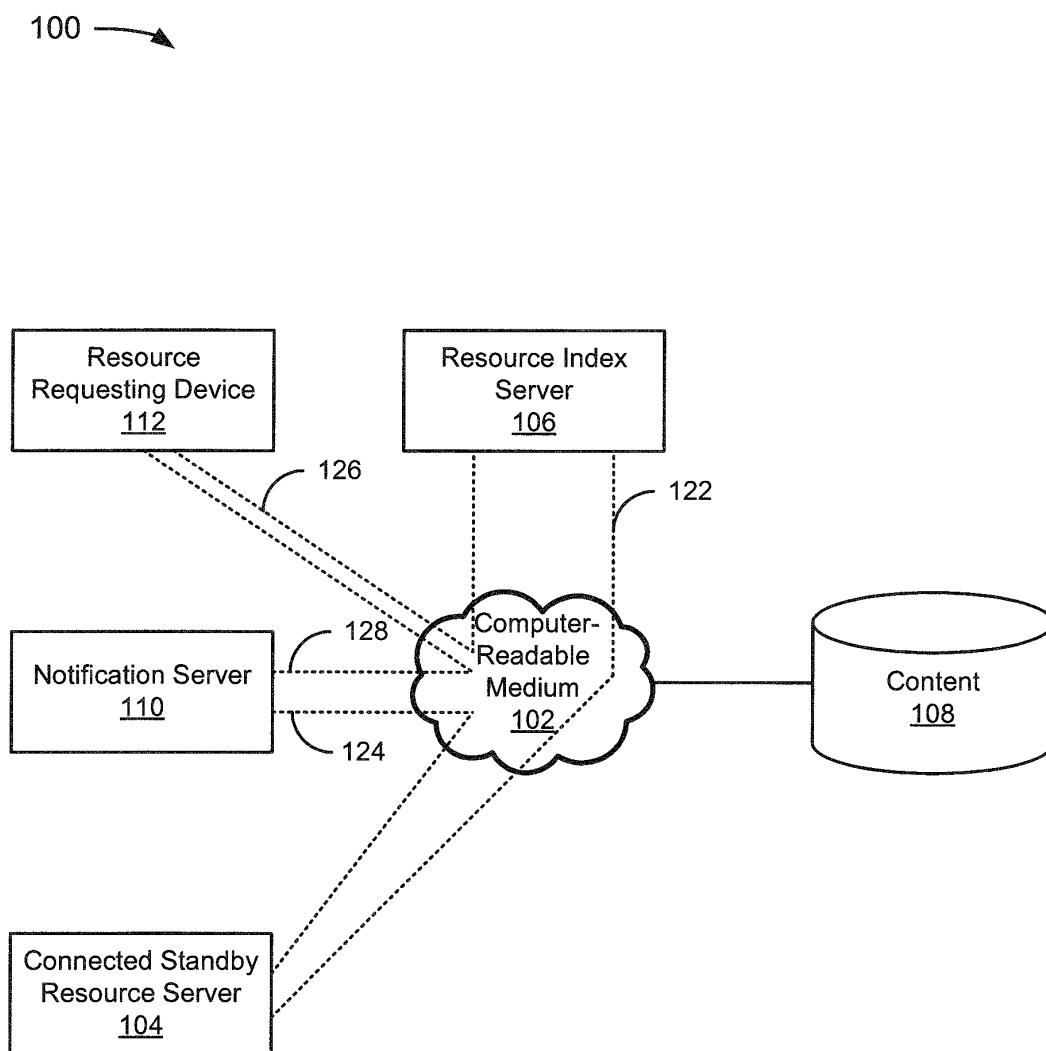 100
Resource
Requesting Device
112
Resource Index
Server
106
126
122
Computer-
Readable
Medium
102
128
Notification Server
110
124
Content
108
Connected Standby
Resource Server
104